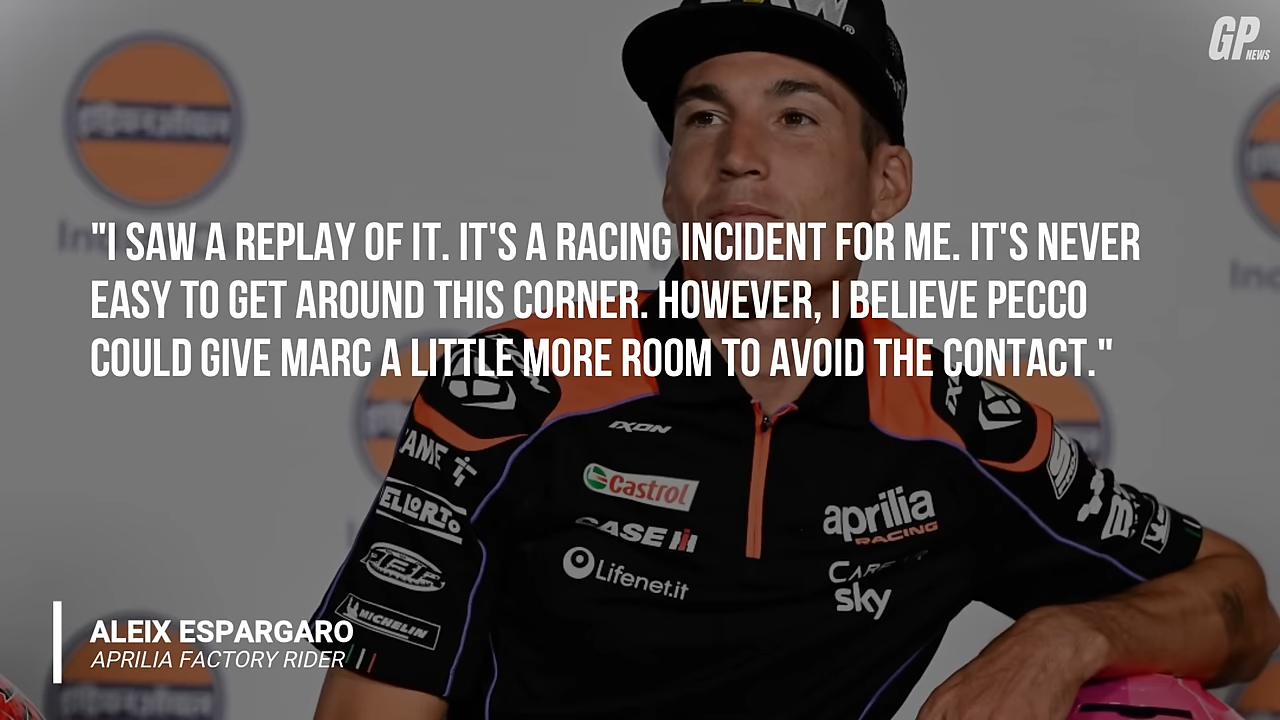 GP
NEWS
"I SAW A REPLAY OF IT. IT'S A RACING INCIDENT FOR ME. IT'S NEVER
EASY TO GET AROUND THIS CORNER. HOWEVER, I BELIEVE PECCO
COULD GIVE MARC A LITTLE MORE ROOM TO AVOID THE CONTACT."
IXON
Castrol
CASE IH
Lifenet.it
aprilia
RACING
sky
MICHELIN
ALEIX ESPARGARO
APRILIA FACTORY RIDER